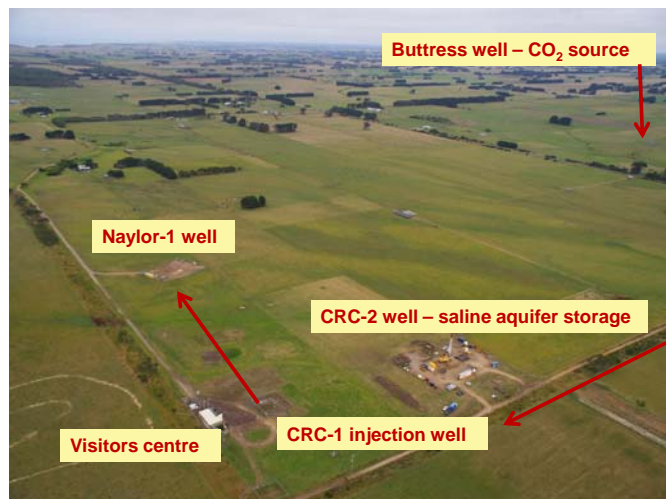 Buttress well – CO₂ source
Naylor-1 well
CRC-2 well – saline aquifer storage
CRC-1 injection well
Visitors centre